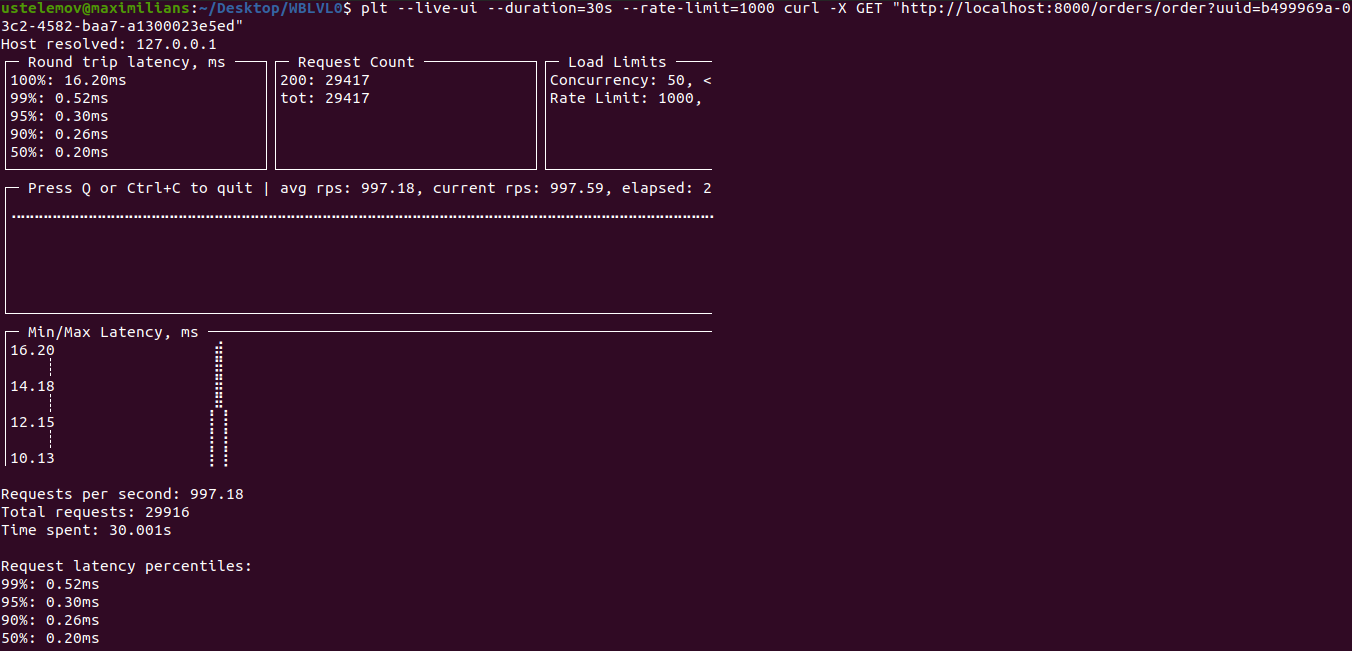 ustelemov@maximilians:~/Desktop/WBLVL0$ plt --live-ui --duration=30s --rate-limit=1000 curl -X GET "http://localhost:8000/orders/order?uuid=b499969a-0
3c2-4582-baa7-a1300023e5ed"
Host resolved: 127.0.0.1
Round trip latency, ms
100%: 16.20ms
99%: 0.52ms
95%: 0.30ms
90%: 0.26ms
50%: 0.20ms
Request Count
200: 29417
tot: 29417
Load Limits
Concurrency: 50, <
Rate Limit: 1000,
Press Q or Ctrl+C to quit | avg rps: 997.18, current rps: 997.59, elapsed: 2
Min/Max Latency, ms
16.20
14.18
12.15
10.13
Requests per second: 997.18
Total requests: 29916
Time spent: 30.001s
Request latency percentiles:
99%: 0.52ms
95%: 0.30ms
90%: 0.26ms
50%: 0.20ms